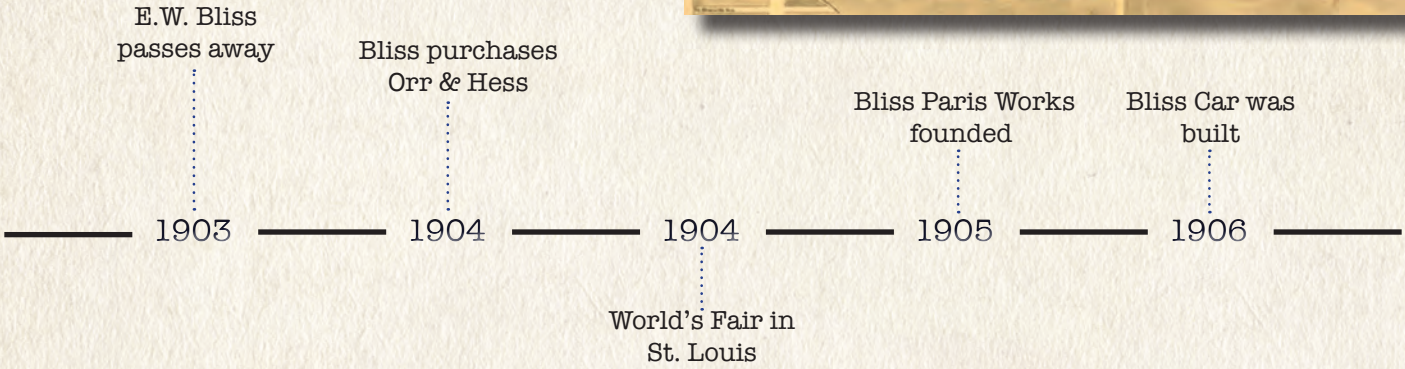 E.W. Bliss
passes away
Bliss purchases
Orr & Hess
Bliss Paris Works
founded
Bliss Car was
built
1903
1904
1904
1905
1906
World's Fair in
St. Louis